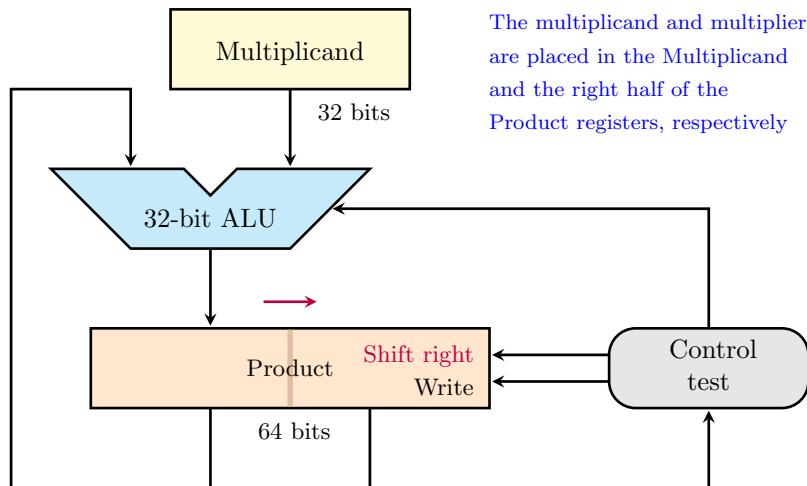 The multiplicand and multiplier
are placed in the Multiplicand
and the right half of the
Product registers, respectively
Multiplicand
32 bits
32-bit ALU
Product
Shift right
Write
Control
test
64 bits